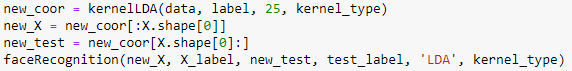 new_coor = kernelLDA(data, label, 25, kernel_type)
new_X = new_coor[:X.shape[0]]
new_test = new_coor[X.shape[0]:]
faceRecognition(new_X, X_label, new_test, test_label, 'LDA', kernel_type)